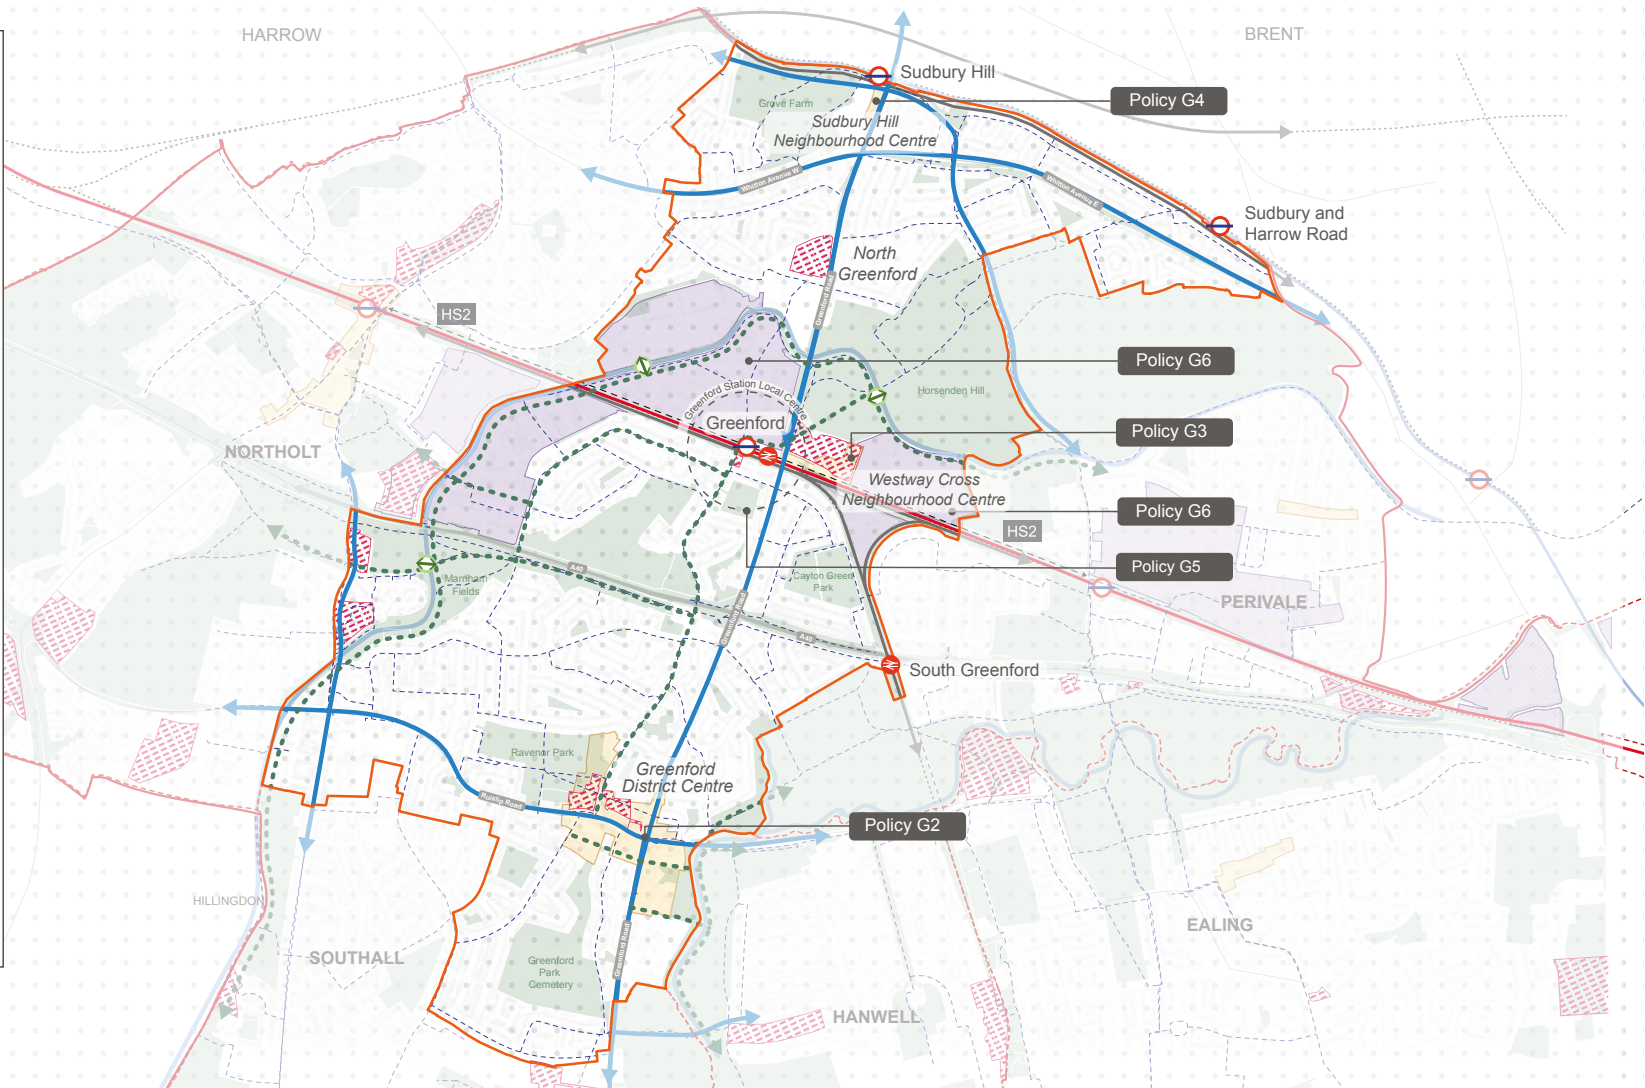 HARROW
BRENT
Sudbury Hill
Policy G4
Grove Farm
Sudbury Hill
Neighbourhood Centre
Whitton Avenue W
Whitton Avenue E
Sudbury and
Harrow Road
North
Greenford
Greenford Road
HS2
Policy G6
Greenford Station Local Centre
Horsenden Hill
Greenford
Policy G3
NORTHOLT
Westway Cross
Neighbourhood Centre
Policy G6
HS2
Policy G5
A40
Marnham
Fields
Cayton Green
Park
PERIVALE
Greenford Road
A40
South Greenford
Ravenor Park
Greenford
District Centre
Ruislip Road
Policy G2
HILLINGDON
EALING
SOUTHALL
Greenford Road
Greenford
Park
Cemetery
HANWELL